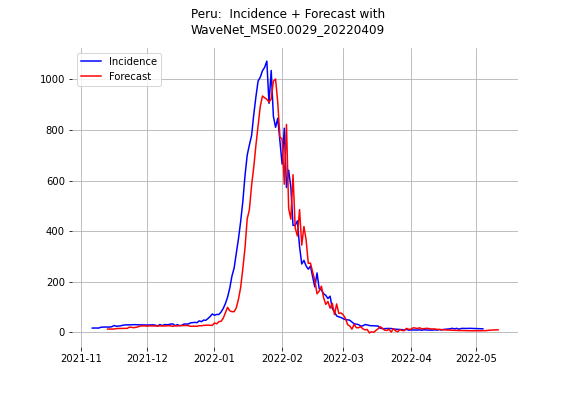 Peru:  Incidence + Forecast with
WaveNet_MSE0.0029_20220409
Incidence
Forecast
1000
800
600
400
200
0
2021-11 2021-12 2022-01 2022-02 2022-03 2022-04 2022-05